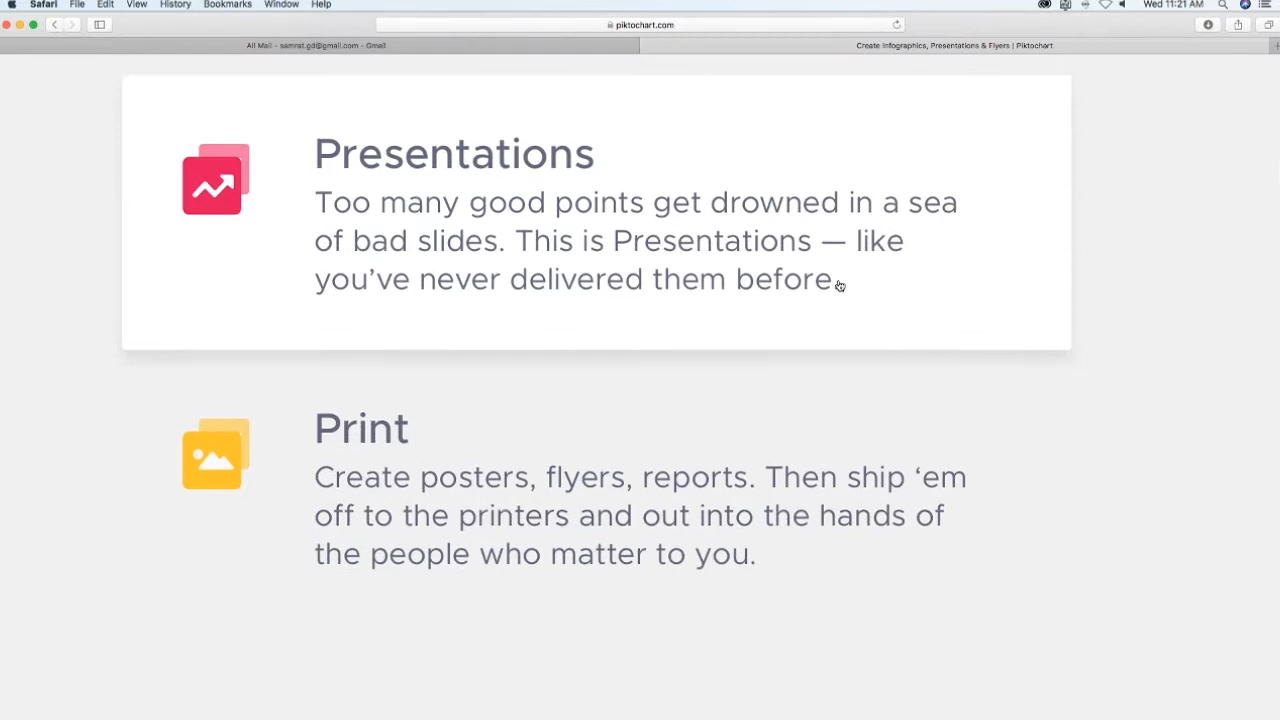 Safari File Edit View History Bookmarks Window Help
Wed 11:21 AM
piktochart.com
All Mail - samrat.gd@gmail.com - Gmail
Create Infographics, Presentations & Flyers | Piktochart
Presentations
Too many good points get drowned in a sea
of bad slides. This is Presentations — like
you’ve never delivered them before.
Print
Create posters, flyers, reports. Then ship ‘em
off to the printers and out into the hands of
the people who matter to you.